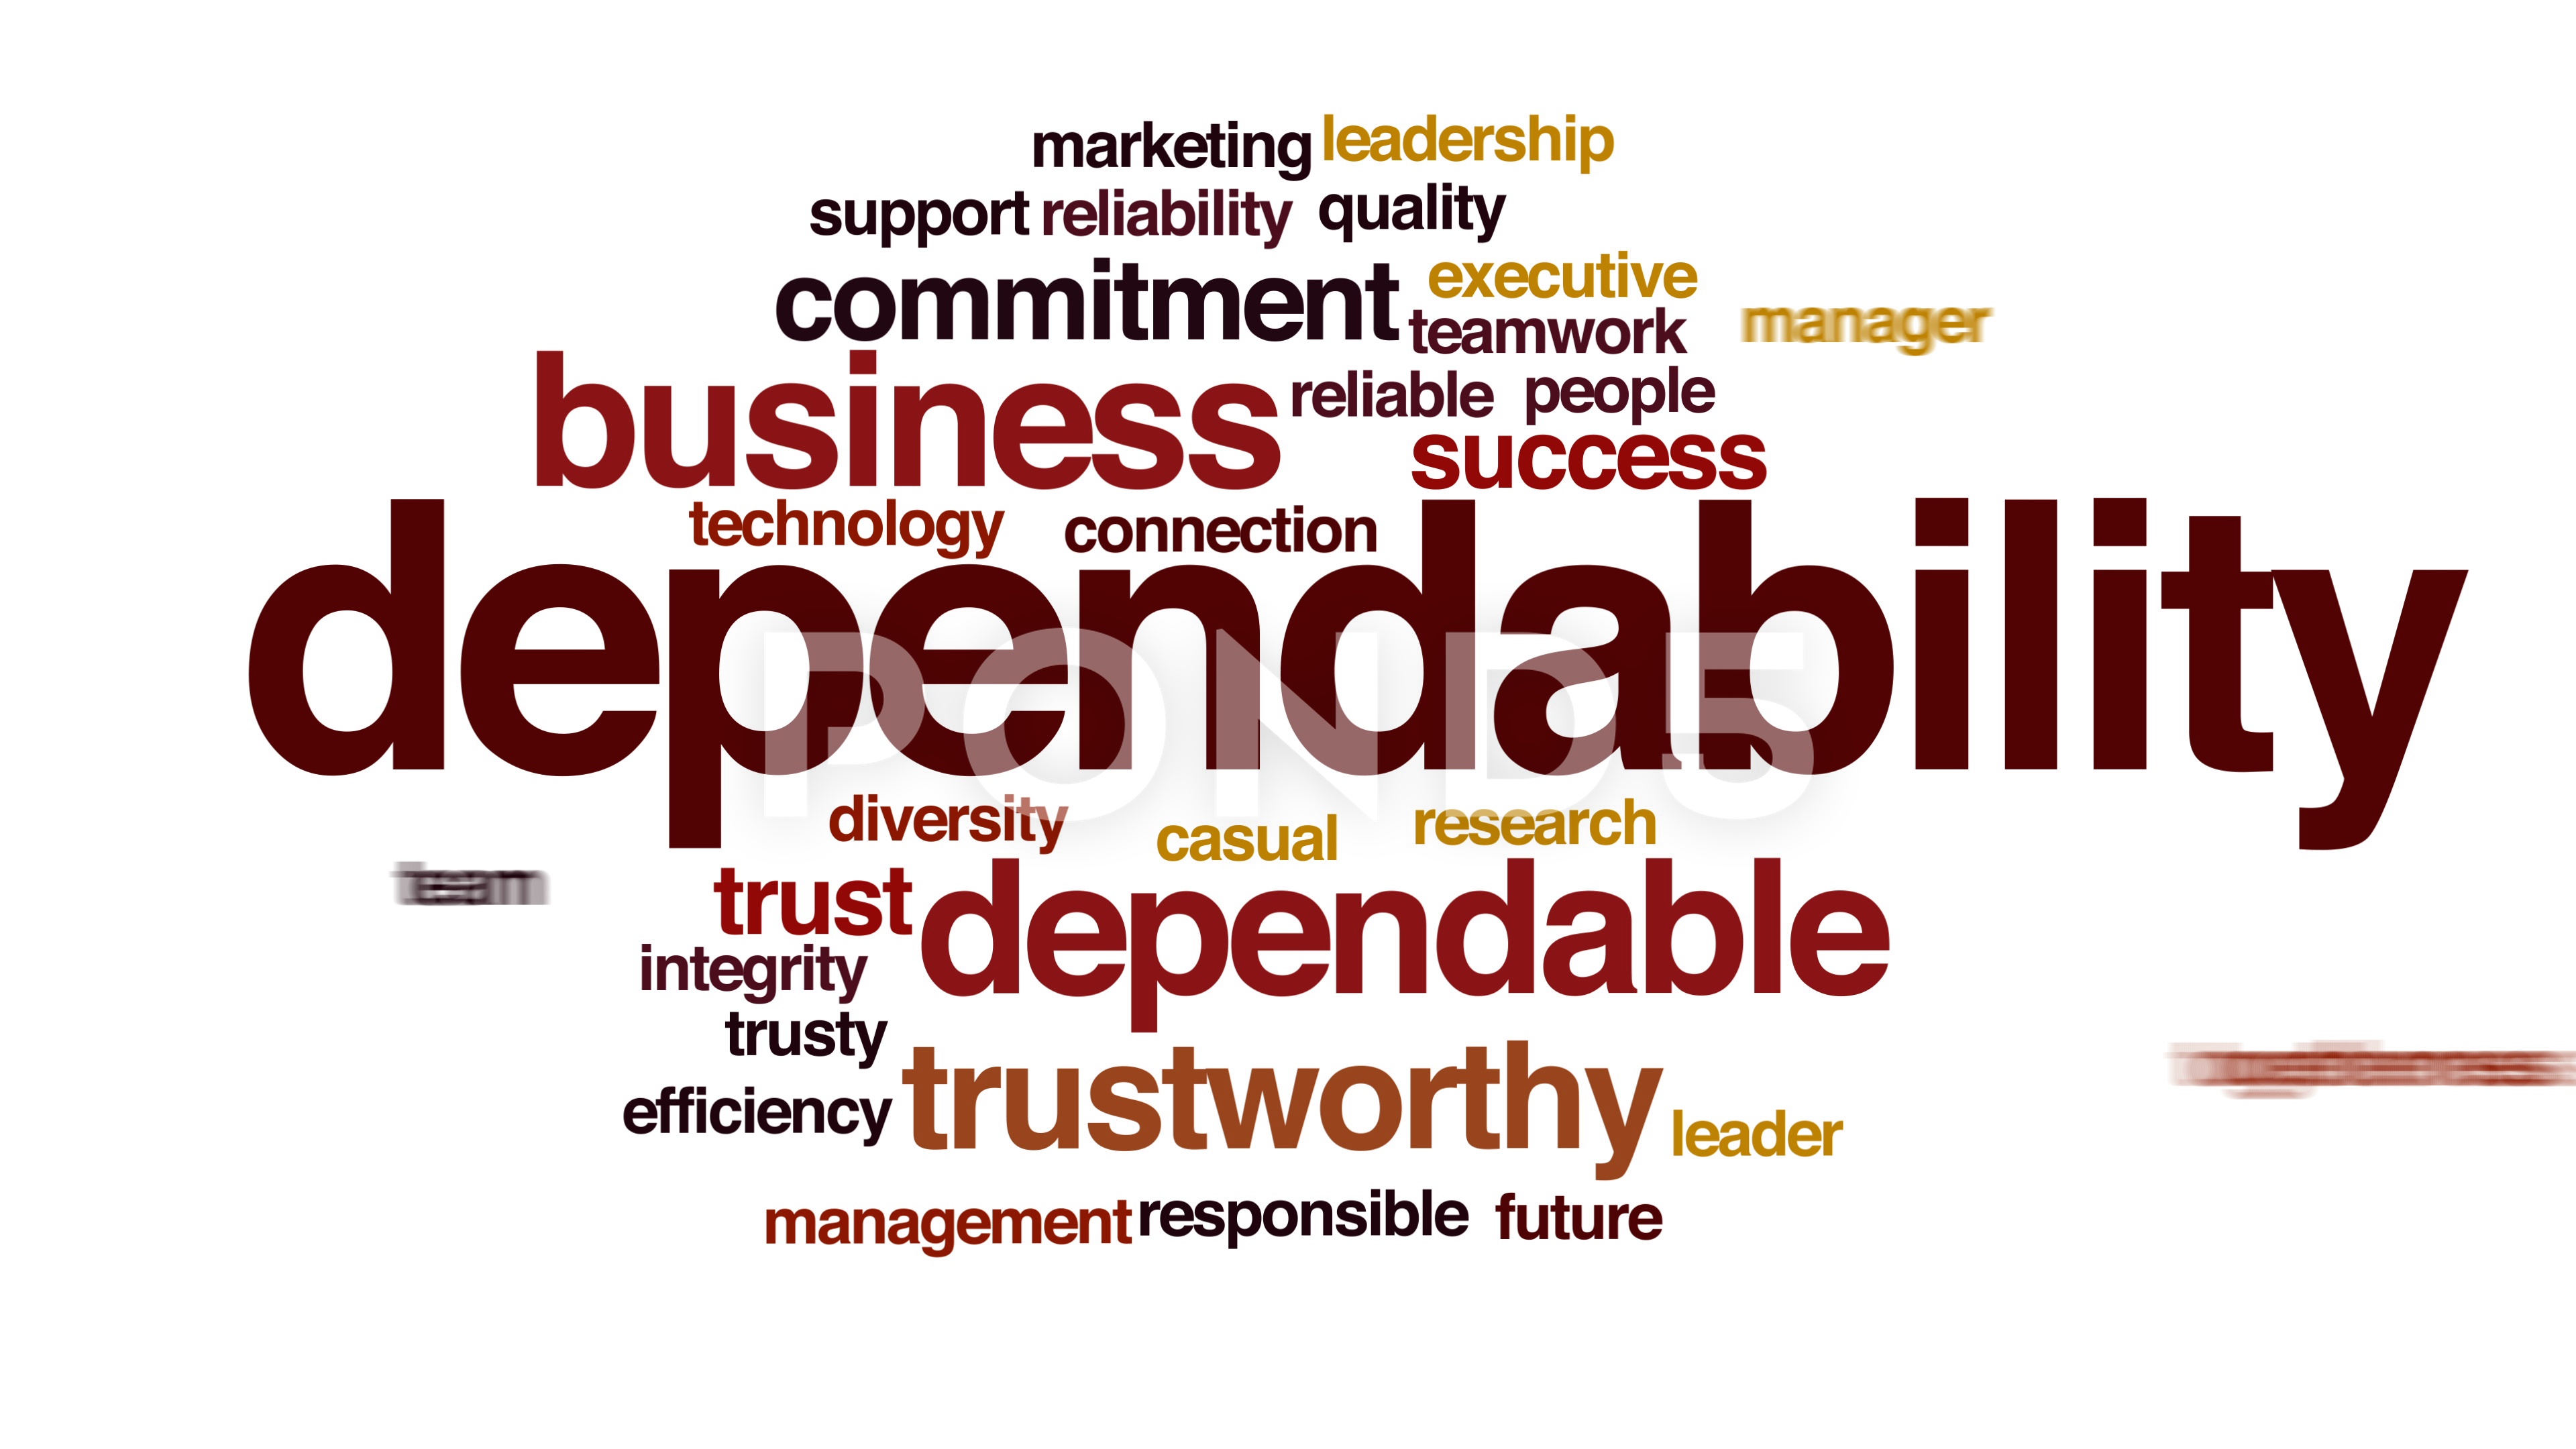 marketing leadership
support reliability quality
commitment executive
teamwork manager
business reliable people
success
technology connection
dependability
POND5
diversity casual research
team
trust dependable
integrity
trusty
efficiency trustworthy leader
management responsible future